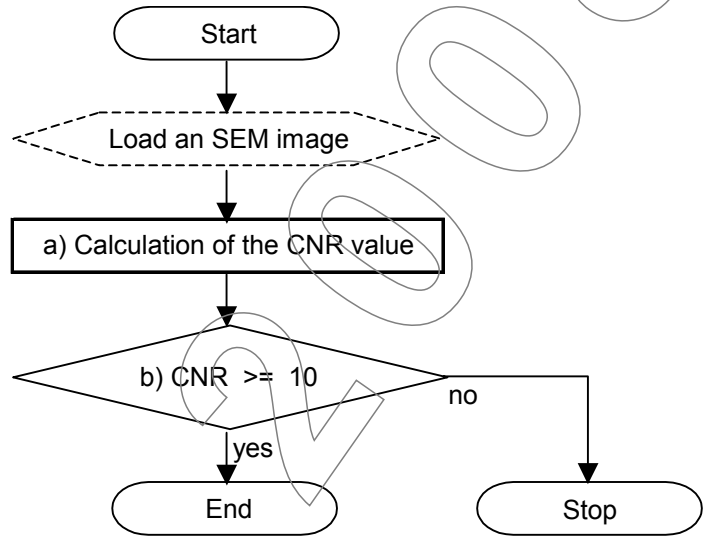 Start
Load an SEM image
a) Calculation of the CNR value
b) CNR >= 10
no
yes
End
Stop